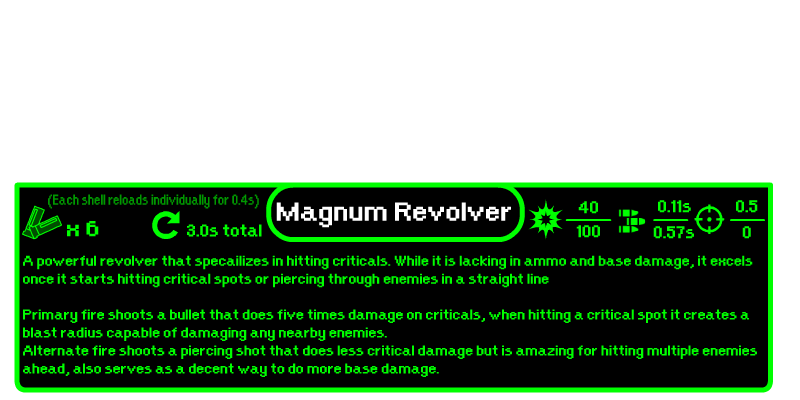 (Each shell reloads individually for 0.4s)
x 6
3.0s total
Magnum Revolver
40
100
0.11s
0.57s
0.5
0
A powerful revolver that specailizes in hitting criticals. While it is lacking in ammo and base damage, it excels
once it starts hitting critical spots or piercing through enemies in a straight line
Primary fire shoots a bullet that does five times damage on criticals, when hitting a critical spot it creates a
blast radius capable of damaging any nearby enemies.
Alternate fire shoots a piercing shot that does less critical damage but is amazing for hitting multiple enemies
ahead, also serves as a decent way to do more base damage.